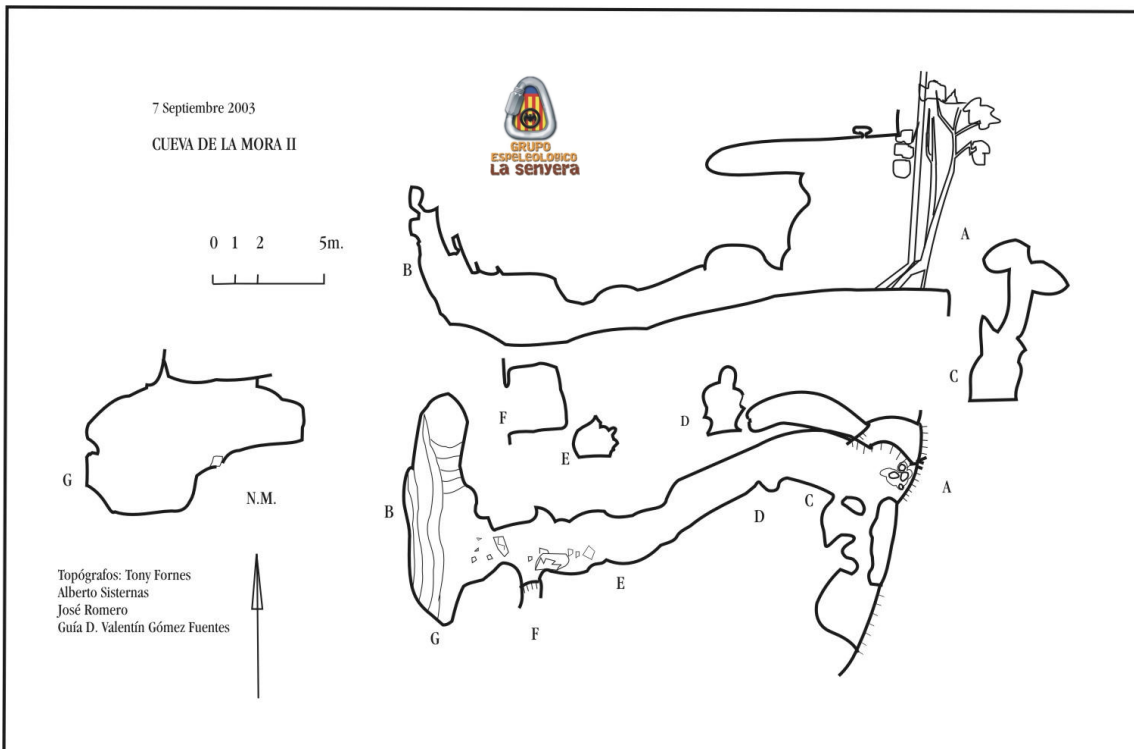 7 Septiembre 2003
CUEVA DE LA MORA II
GRUPO
ESPELEOLOGICO
La senyera
0 1 2 5m.
A
B
C
F
D
E
G
N.M.
B
A
D
C
E
G
F
Topógrafos: Tony Fornes
Alberto Sisternas
José Romero
Guía D. Valentín Gómez Fuentes